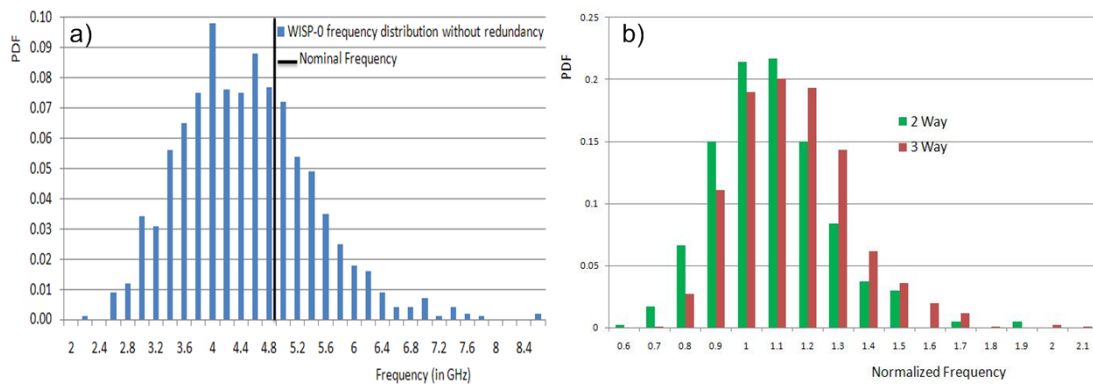 a)
PDF
0.10
0.09
0.08
0.07
0.06
0.05
0.04
0.03
0.02
0.01
0.00
WISP-0 frequency distribution without redundancy
Nominal Frequency
2 2.4 2.8 3.2 3.6 4 4.4 4.8 5.2 5.6 6 6.4 6.8 7.2 7.6 8 8.4
Frequency (in GHz)
b)
PDF
0.25
0.2
0.15
0.1
0.05
0
2 Way
3 Way
0.6 0.7 0.8 0.9 1 1.1 1.2 1.3 1.4 1.5 1.6 1.7 1.8 1.9 2 2.1
Normalized Frequency